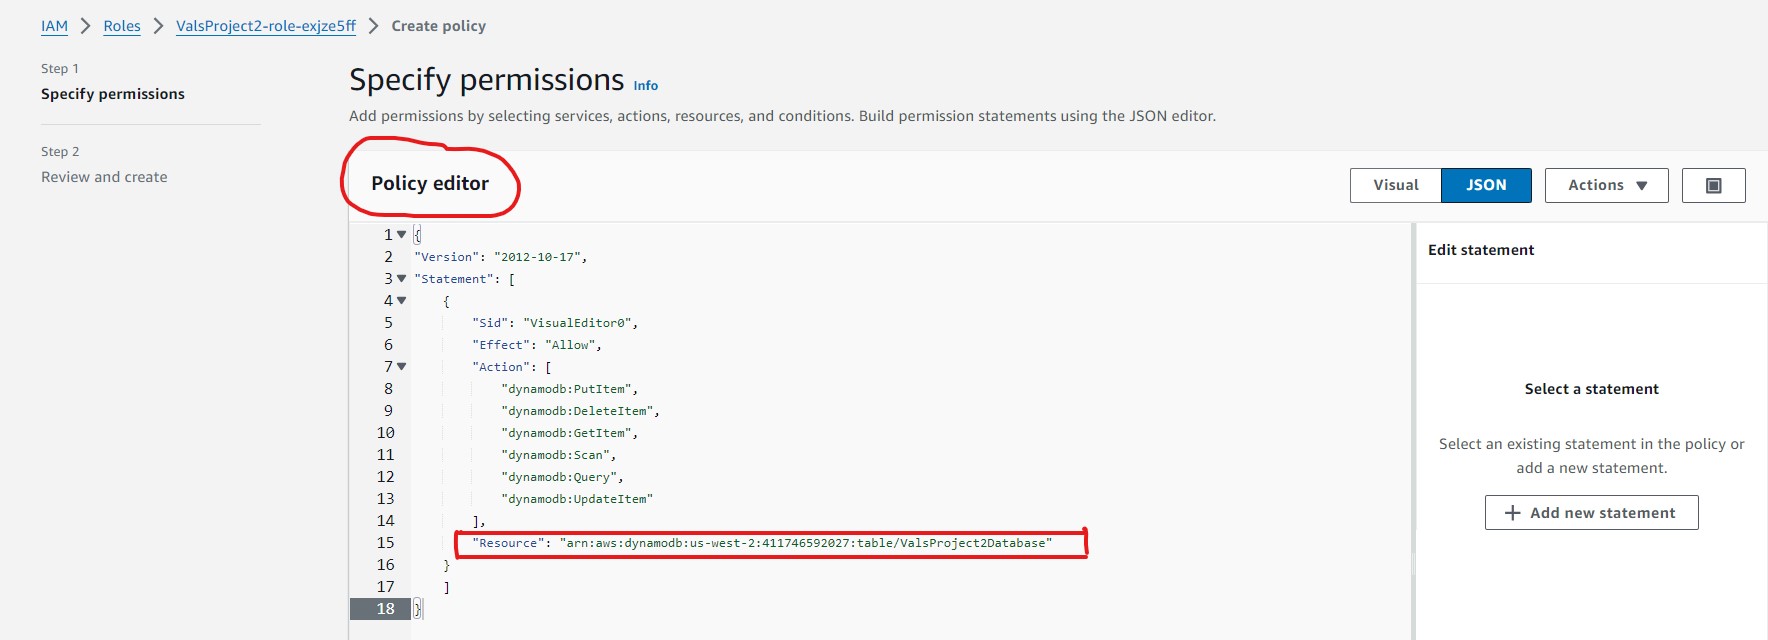 IAM > Roles > ValsProject2-role-exjze5ff > Create policy
Step 1
Specify permissions
Step 2
Review and create
Specify permissions Info
Add permissions by selecting services, actions, resources, and conditions. Build permission statements using the JSON editor.
Policy editor
Visual JSON Actions
1 {
2 "Version": "2012-10-17",
3 "Statement": [
4 {
5 "Sid": "VisualEditor0",
6 "Effect": "Allow",
7 "Action": [
8 "dynamodb:PutItem",
9 "dynamodb:DeleteItem",
10 "dynamodb:GetItem",
11 "dynamodb:Scan",
12 "dynamodb:Query",
13 "dynamodb:UpdateItem"
14 ],
15 "Resource": "arn:aws:dynamodb:us-west-2:411746592027:table/ValsProject2Database"
16 }
17 ]
18 }
Edit statement
Select a statement
Select an existing statement in the policy or
add a new statement.
+ Add new statement